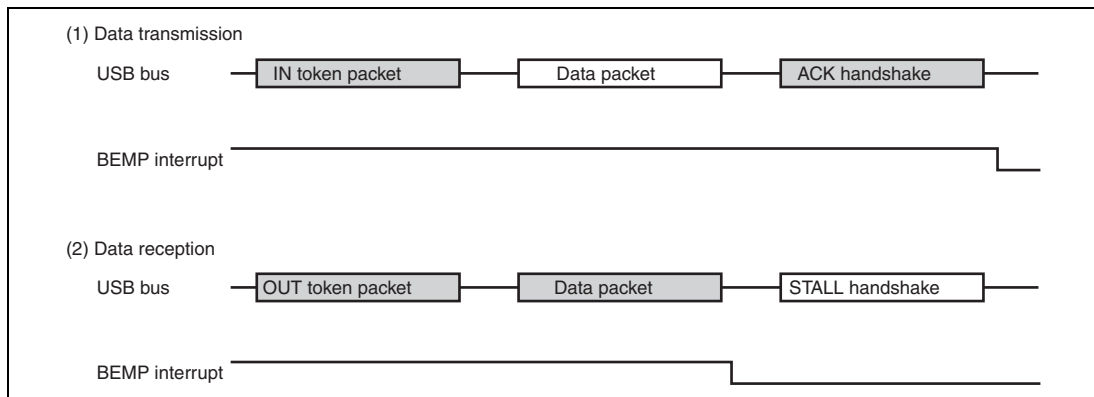 (1) Data transmission
USB bus
IN token packet
Data packet
ACK handshake
BEMP interrupt
(2) Data reception
USB bus
OUT token packet
Data packet
STALL handshake
BEMP interrupt